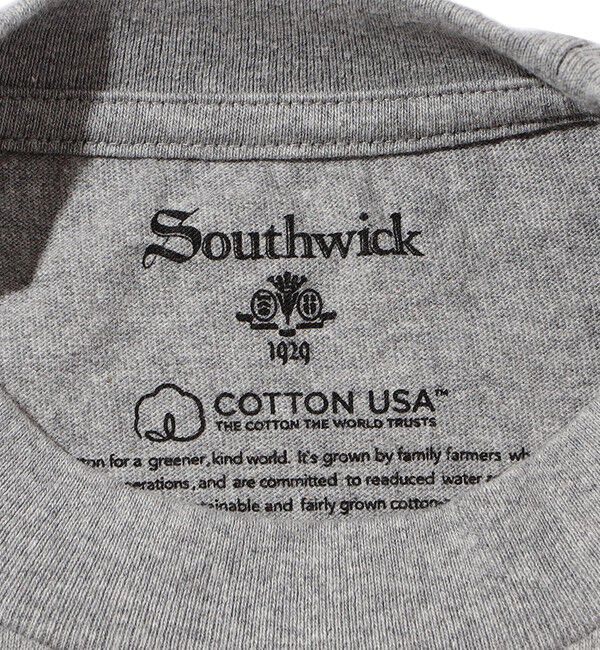 Southwick
1929
COTTON USA™
THE COTTON THE WORLD TRUSTS
for a greener, kind world. It's grown by family farmers
and are committed to readuced water
and fairly grown cotton